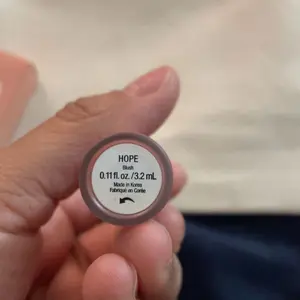 HOPE
Blush
0.11 fl. oz. / 3.2 mL
Made in Korea
Fabriqué en Corée